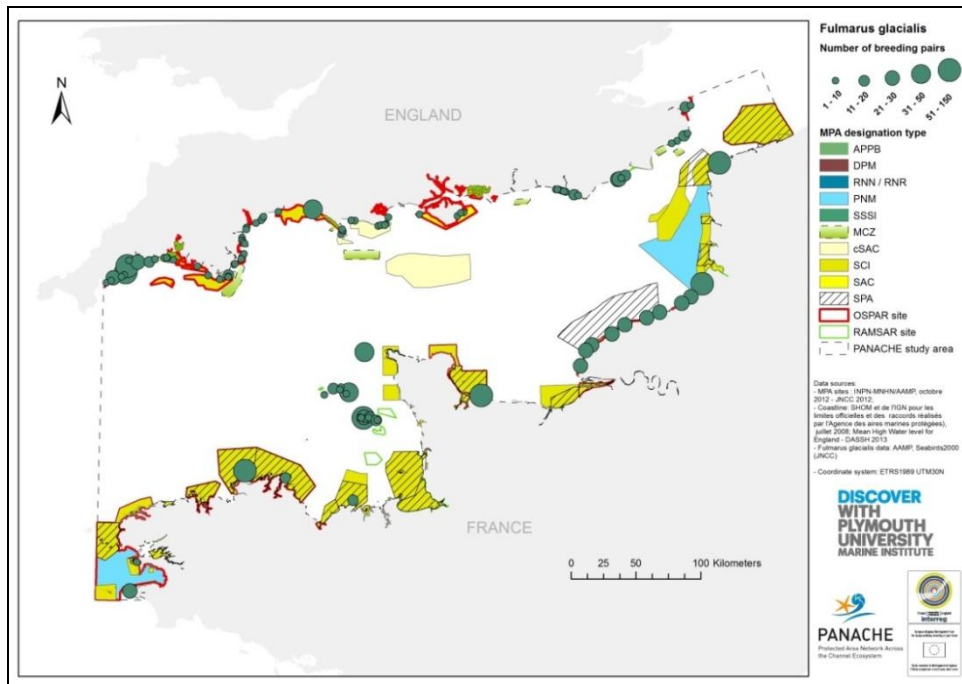 N
ENGLAND
FRANCE
0 25 50 100 Kilometers
Fulmarus glacialis
Number of breeding pairs
1 - 10
11 - 20
21 - 30
31 - 50
51 - 150
MPA designation type
APPB
DPM
RNN / RNR
PNM
SSSI
MCZ
cSAC
SCI
SAC
SPA
OSPAR site
RAMSAR site
PANACHE study area
Data sources:
- MPA sites : INPN-MNHN/AAMP, octobre
2012 - JNCC 2012;
- Coastline: SHOM et de l'IGN pour les
limites officielles et des raccords réalisés
par l'Agence des aires marines protégées),
juillet 2008; Mean High Water level for
England - DASSH 2013
- Fulmarus glacialis data: AAMP, Seabirds2000
(JNCC)
- Coordinate system: ETRS1989 UTM30N
DISCOVER
WITH
PLYMOUTH
UNIVERSITY
MARINE INSTITUTE
PANACHE
Protected Area Network Across
the Channel Ecosystem
interreg